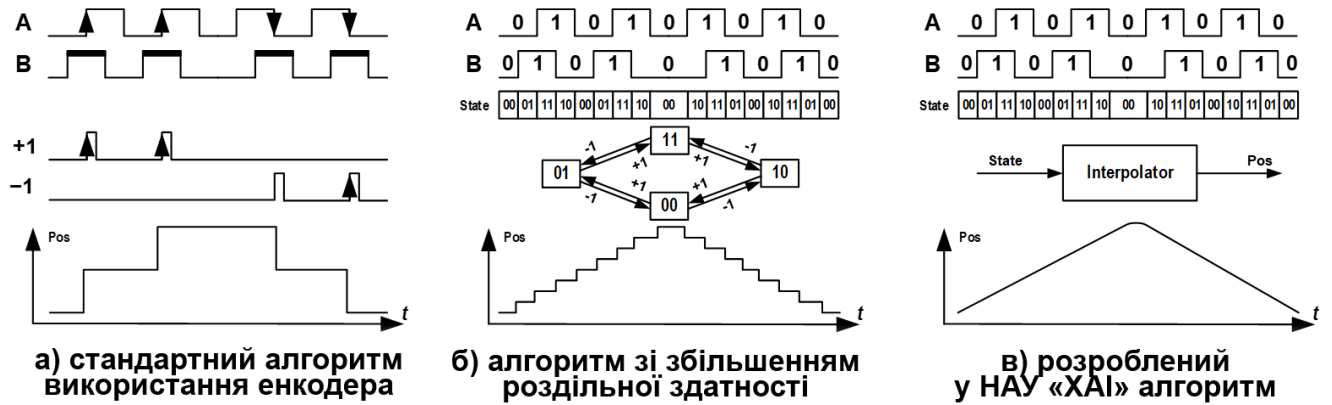 A
B
+1
−1
Pos
t
а) стандартний алгоритм
використання енкодера
A 0 1 0 1 0 1 0 1 0
B 0 1 0 1 0 1 0 1 0
State 00 01 11 10 00 01 11 10 00 10 11 01 00 10 11 01 00
11
-1 +1 +1 -1
01 10
+1 -1 +1 -1
00
Pos
t
б) алгоритм зі збільшенням
роздільної здатності
A 0 1 0 1 0 1 0 1 0
B 0 1 0 1 0 1 0 1 0
State 00 01 11 10 00 01 11 10 00 10 11 01 00 10 11 01 00
State Interpolator Pos
Pos
t
в) розроблений
у НАУ «ХАІ» алгоритм